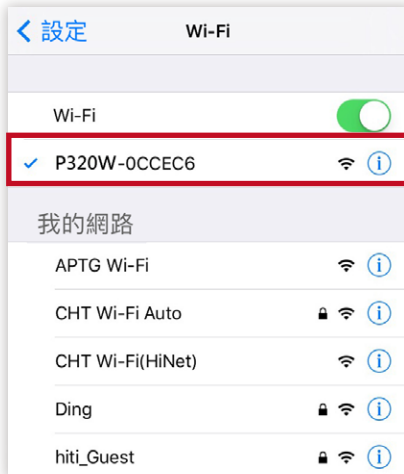 設定 Wi-Fi
Wi-Fi
P320W-0CCEC6
我的網路
APTG Wi-Fi
CHT Wi-Fi Auto
CHT Wi-Fi(HiNet)
Ding
hiti_Guest